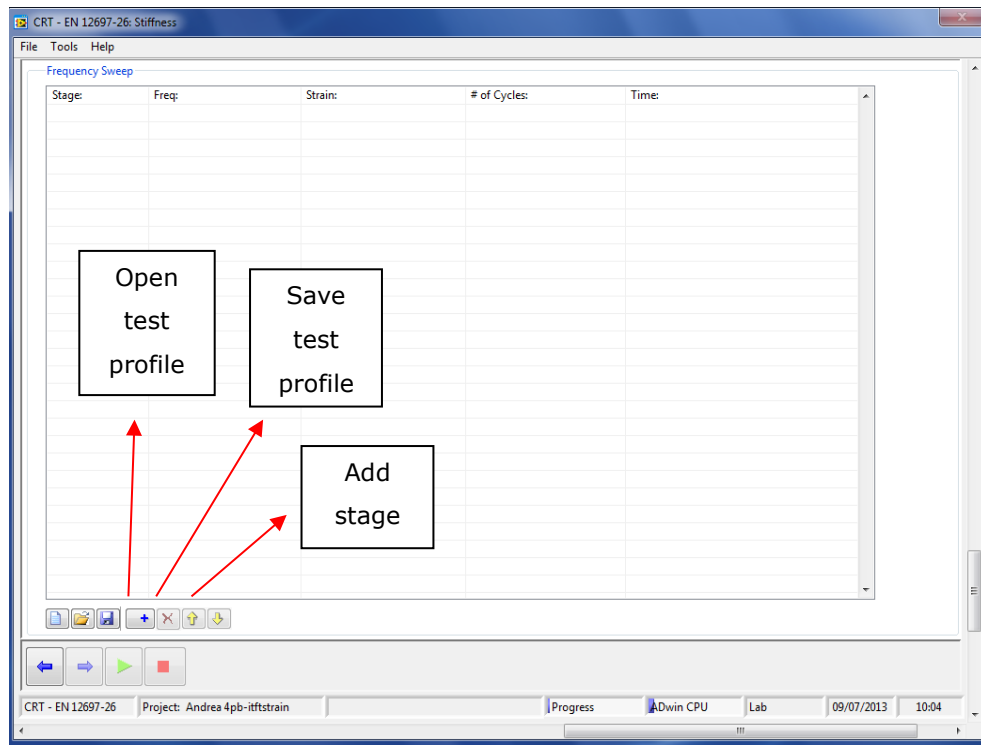 CRT - EN 12697-26: Stiffness
File Tools Help
Frequency Sweep
Stage: Freq: Strain: # of Cycles: Time:
Open
test
profile
Save
test
profile
Add
stage
CRT - EN 12697-26 Project: Andrea 4pb-itftstrain Progress ADwin CPU Lab 09/07/2013 10:04